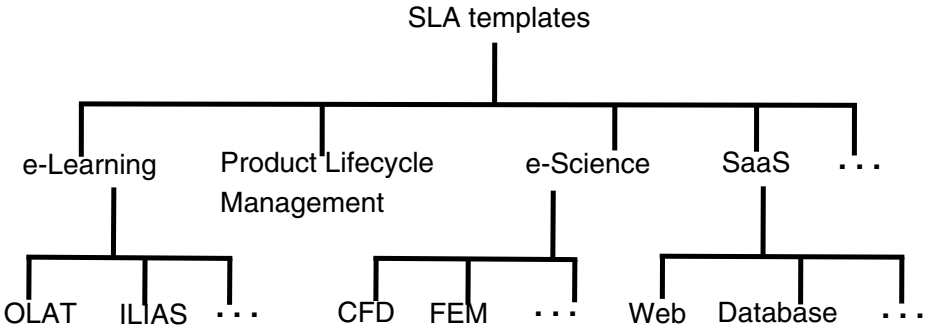 SLA templates
e-Learning
Product Lifecycle
Management
e-Science
SaaS
. . .
OLAT
ILIAS
. . .
CFD
FEM
. . .
Web
Database
. . .